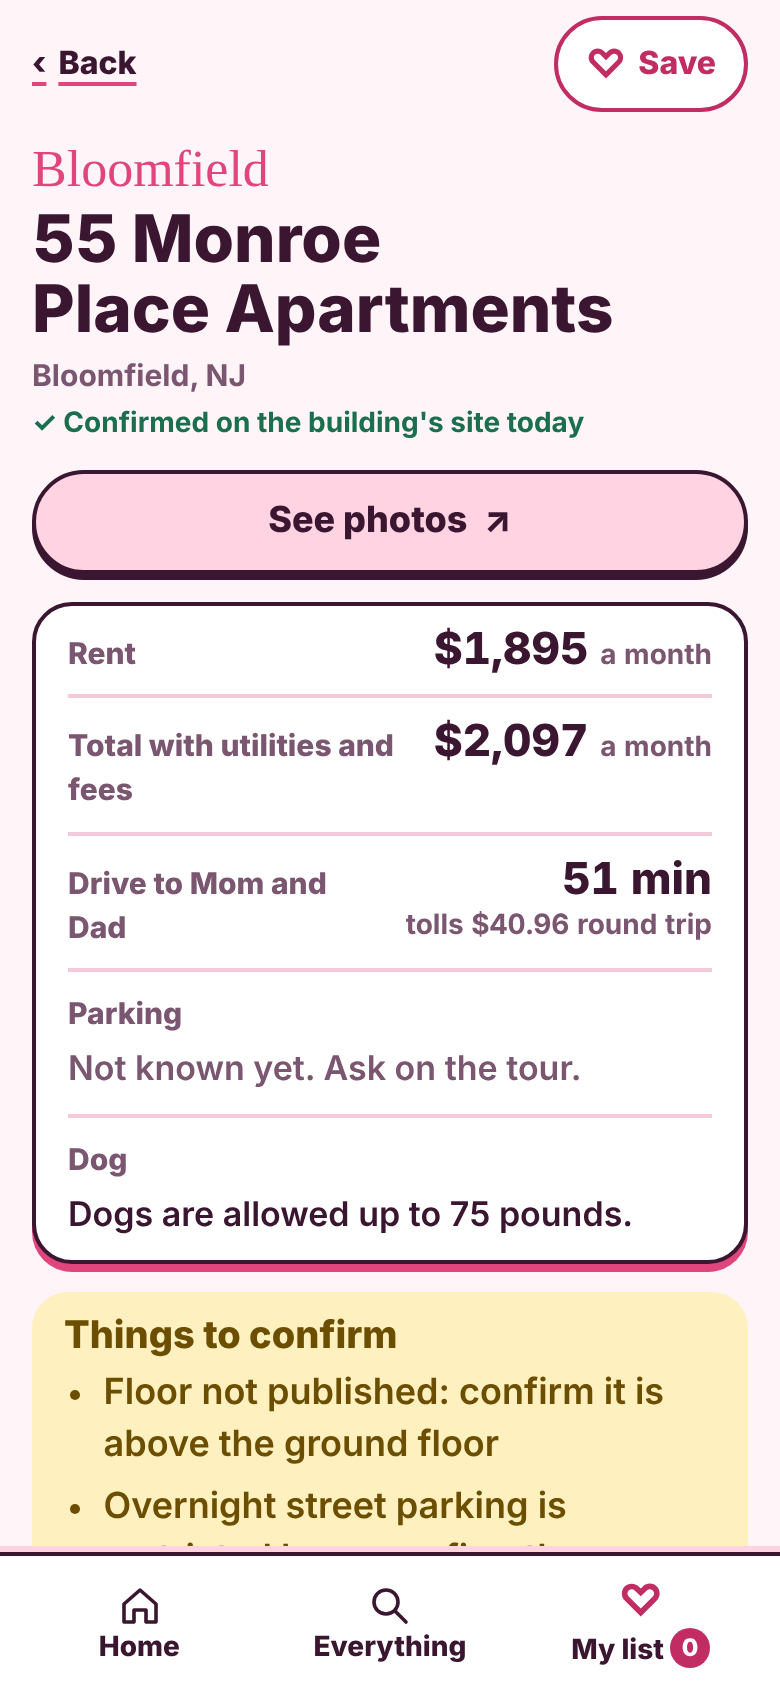 ‹ Back
♡ Save
Bloomfield
55 Monroe
Place Apartments
Bloomfield, NJ
✓ Confirmed on the building's site today
See photos ↗
Rent $1,895 a month
Total with utilities and $2,097 a month
fees
Drive to Mom and 51 min
Dad tolls $40.96 round trip
Parking
Not known yet. Ask on the tour.
Dog
Dogs are allowed up to 75 pounds.
Things to confirm
• Floor not published: confirm it is
above the ground floor
• Overnight street parking is
Home
Everything
My list 0